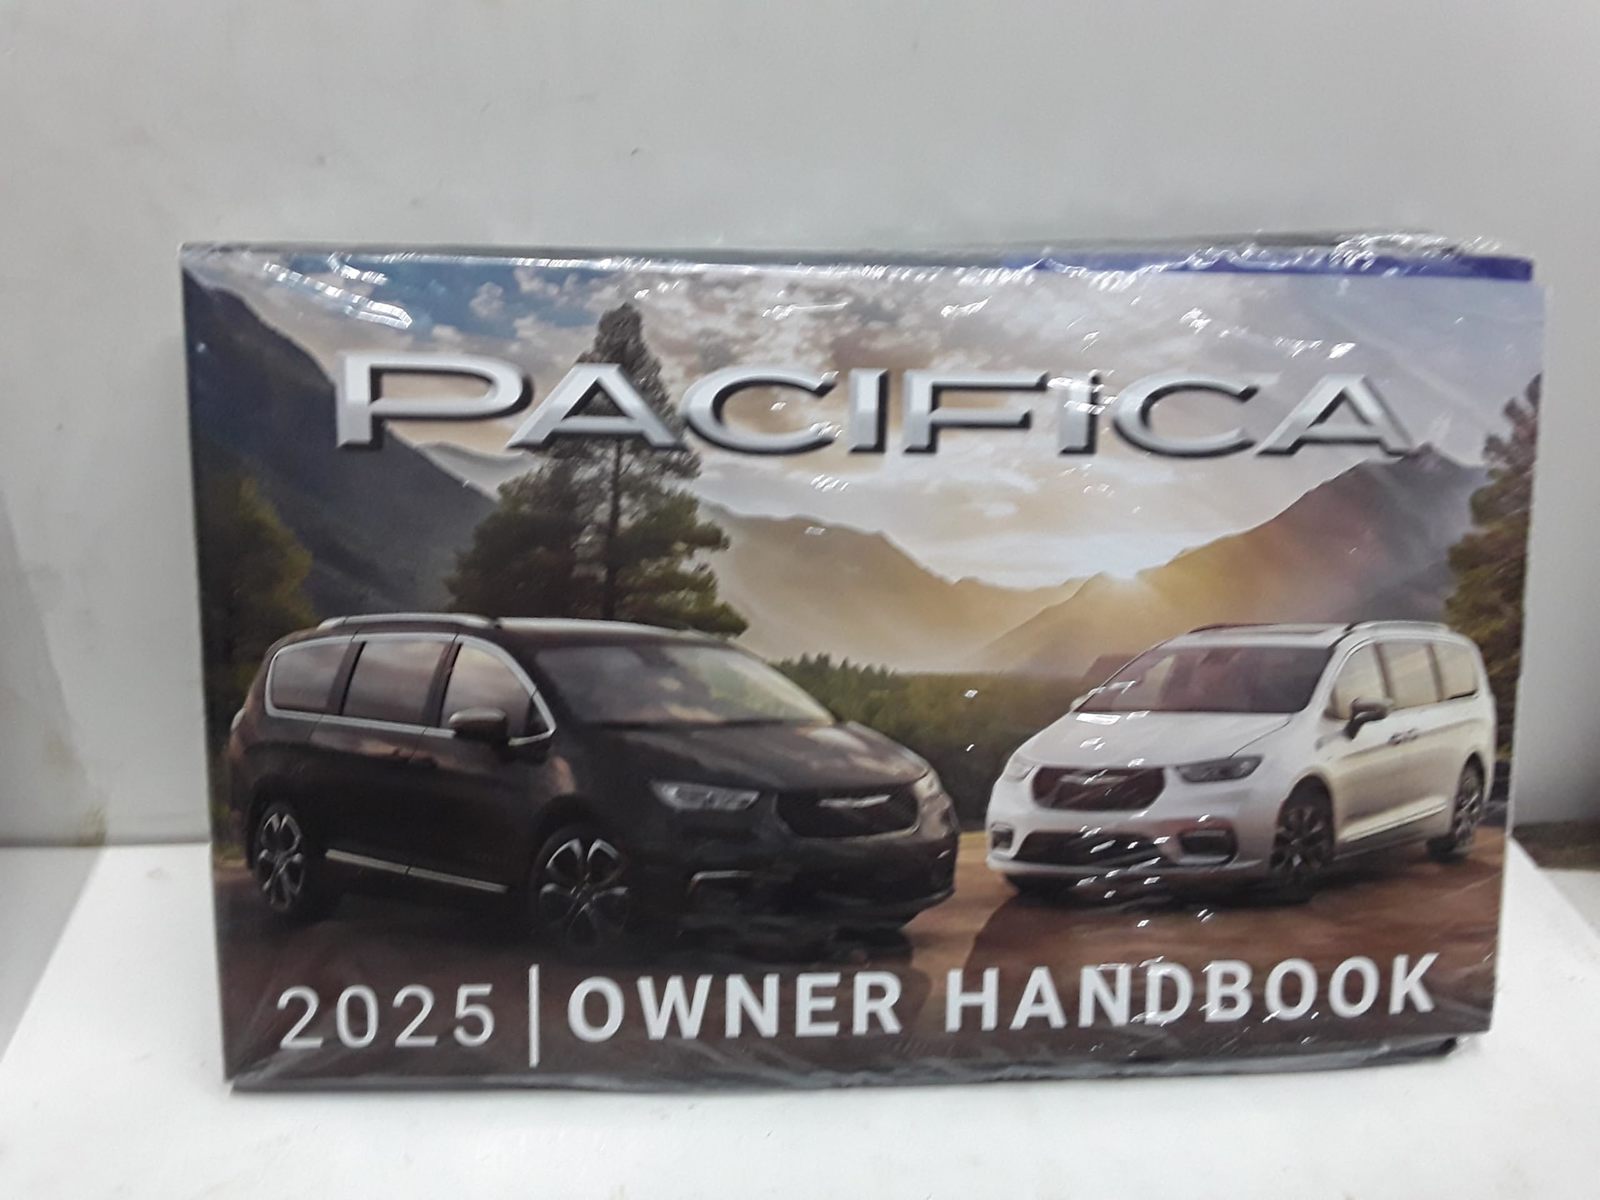 PACIFICA
2025 | OWNER HANDBOOK